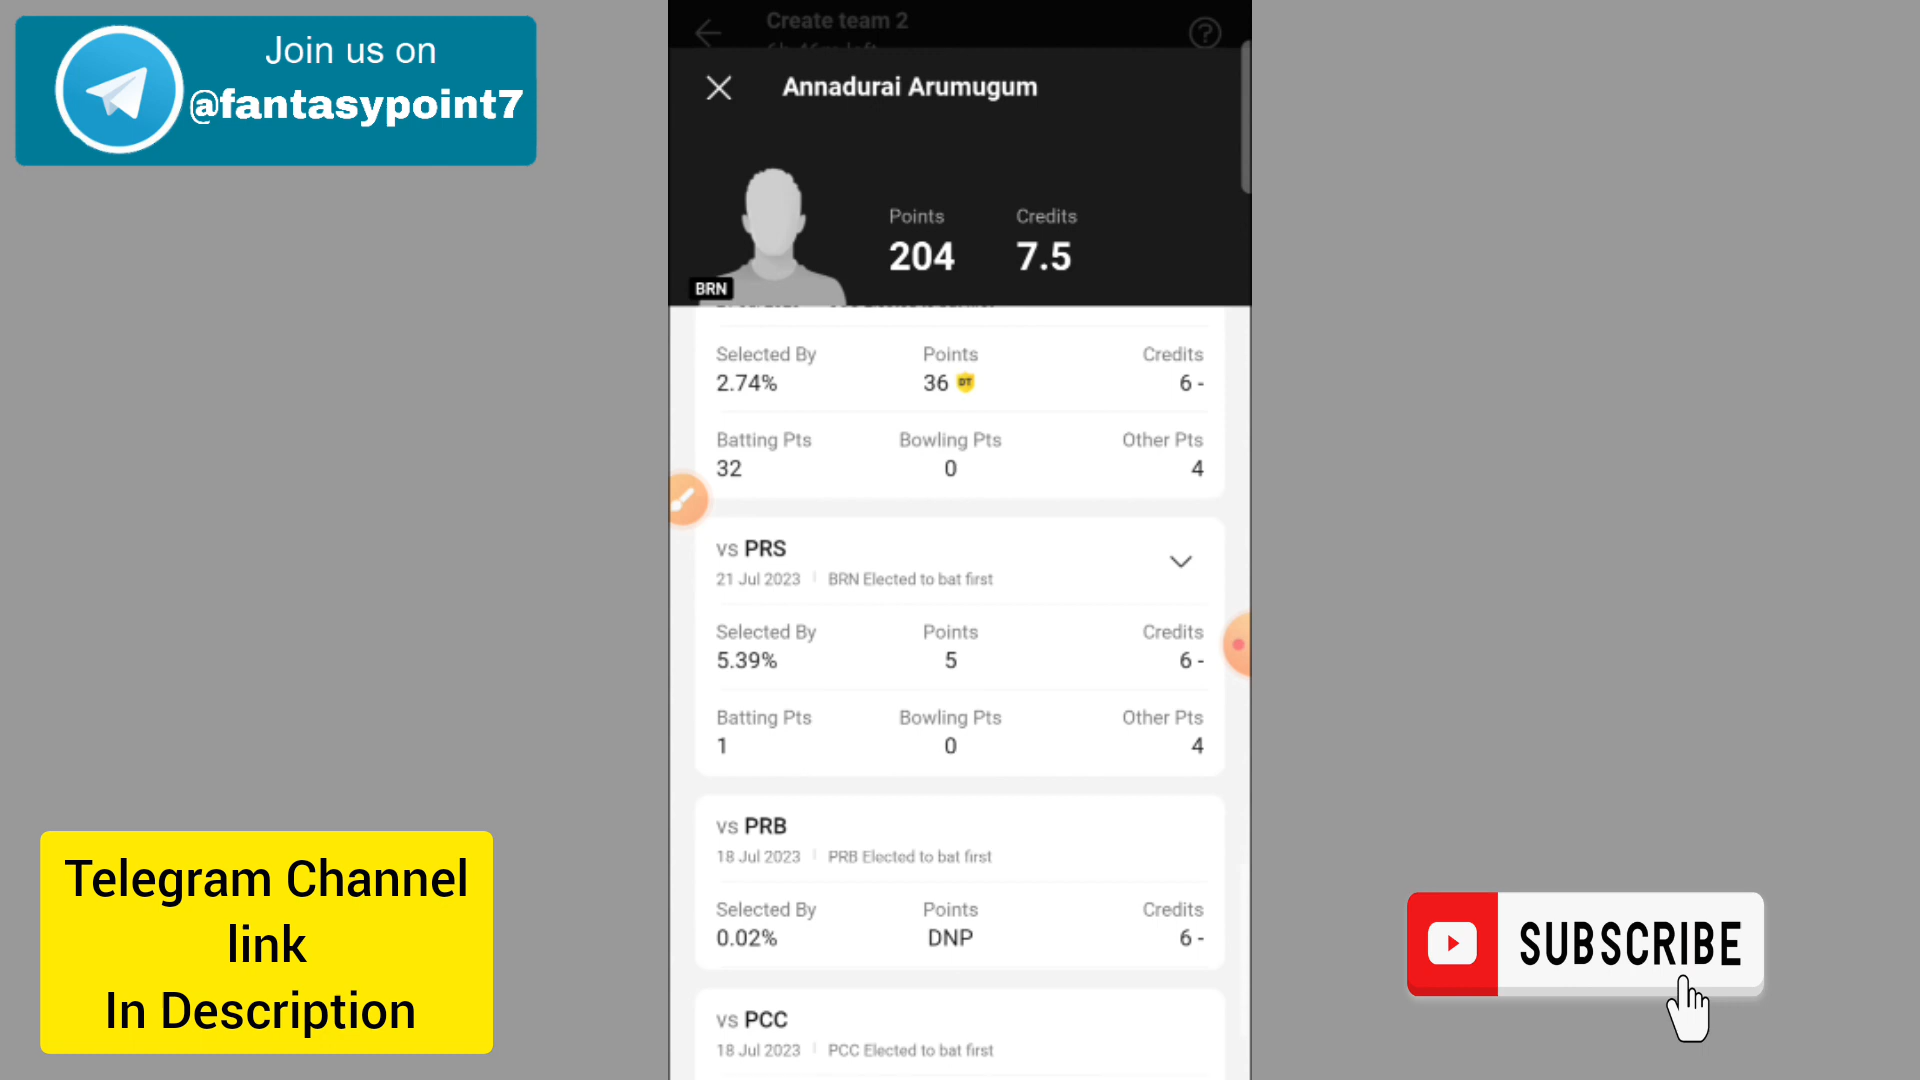 Join us on
@fantasypoint7
Create team 2
Annadurai Arumugum
Points
Credits
204
7.5
BRN
Selected By
Points
Credits
2.74%
36 DT
6 -
Batting Pts
Bowling Pts
Other Pts
32
0
4
vs PRS
21 Jul 2023 | BRN Elected to bat first
Selected By
Points
Credits
5.39%
5
6 -
Batting Pts
Bowling Pts
Other Pts
1
0
4
vs PRB
18 Jul 2023 | PRB Elected to bat first
Selected By
Points
Credits
0.02%
DNP
6 -
vs PCC
18 Jul 2023 | PCC Elected to bat first
Telegram Channel
link
In Description
SUBSCRIBE